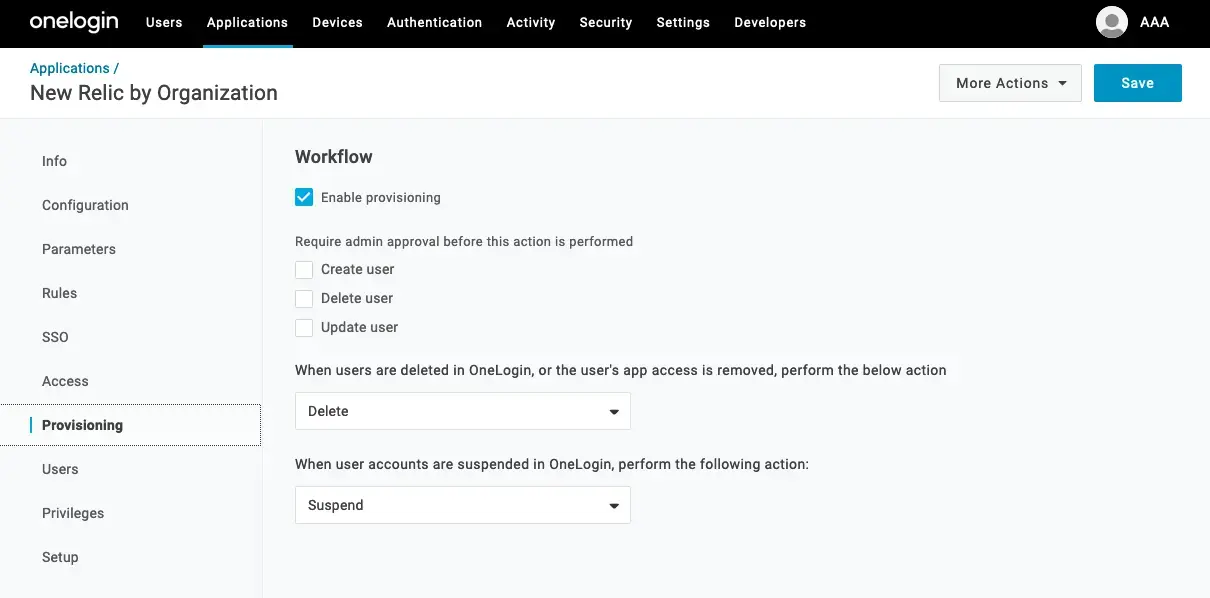 onelogin Users Applications Devices Authentication Activity Security Settings Developers AAA
Applications /
New Relic by Organization
More Actions Save
Info
Configuration
Parameters
Rules
SSO
Access
Provisioning
Users
Privileges
Setup
Workflow
Enable provisioning
Require admin approval before this action is performed
Create user
Delete user
Update user
When users are deleted in OneLogin, or the user's app access is removed, perform the below action
Delete
When user accounts are suspended in OneLogin, perform the following action:
Suspend